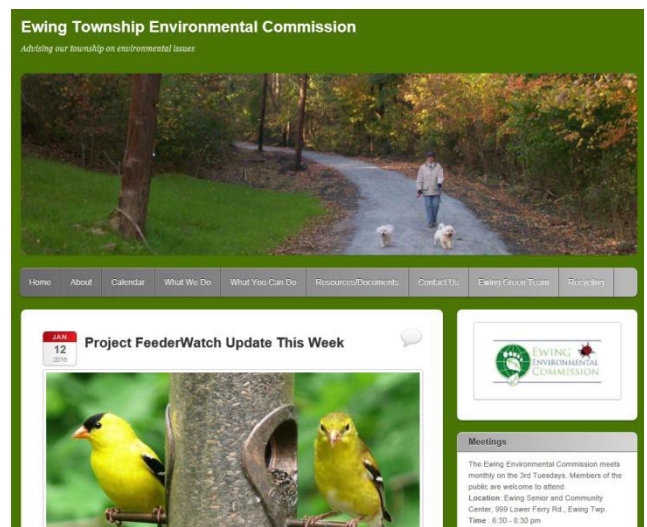 Ewing Township Environmental Commission
Advising our township on environmental issues
Home About Calendar What We Do What You Can Do Resources/Documents Contact Us Ewing Green Team Recycling
JAN
12
2016
Project FeederWatch Update This Week
EWING
ENVIRONMENTAL
COMMISSION
Meetings
The Ewing Environmental Commission meets
monthly on the 3rd Tuesdays. Members of the
public are welcome to attend.
Location: Ewing Senior and Community
Center, 999 Lower Ferry Rd., Ewing Twp.
Time : 6:30 - 8:30 pm